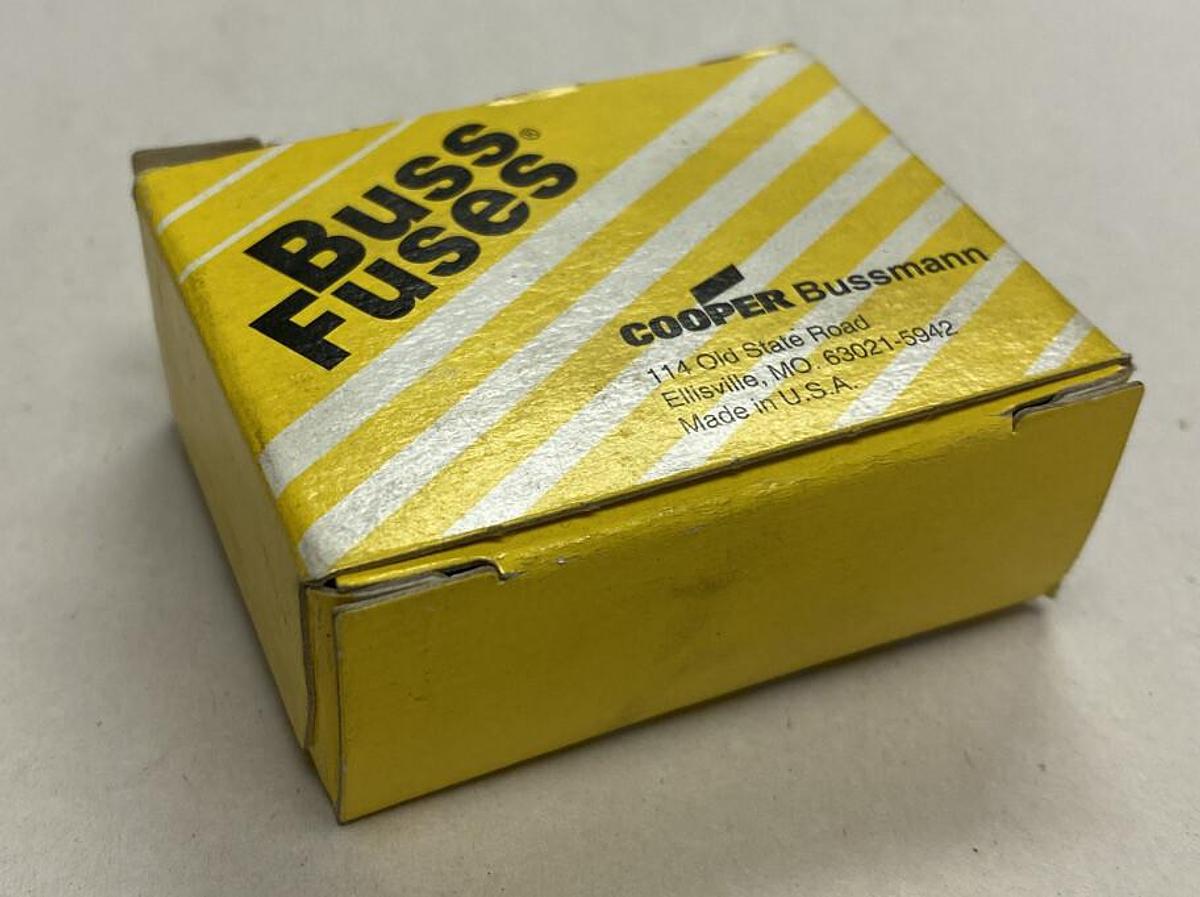 Buss
Fuses®
COOPER Bussmann
114 Old State Road
Ellisville, MO. 63021-5942
Made in U.S.A.